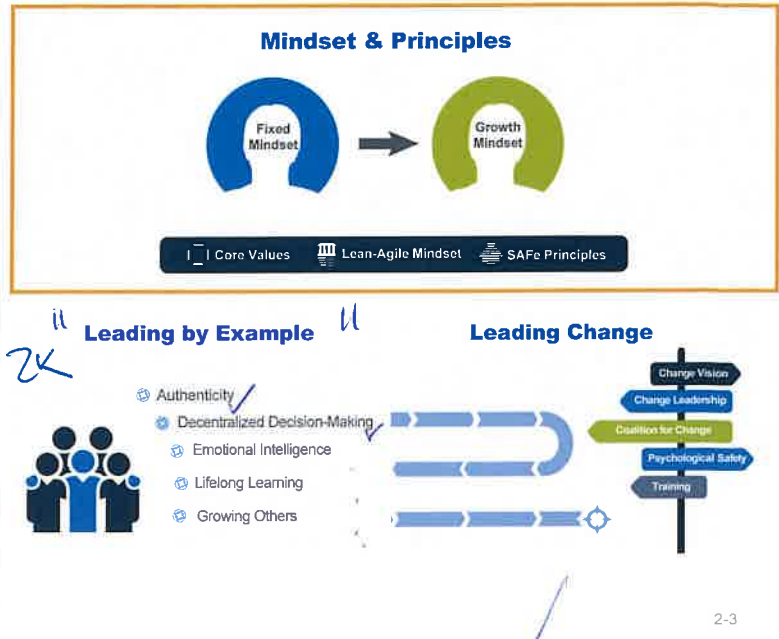 Mindset & Principles
Fixed
Mindset
Growth
Mindset
Core Values
Lean-Agile Mindset
SAFe Principles
" Leading by Example "
Authenticity
Decentralized Decision-Making
Emotional Intelligence
Lifelong Learning
Growing Others
Leading Change
Change Vision
Change Leadership
Coalition for Change
Psychological Safety
Training
2-3